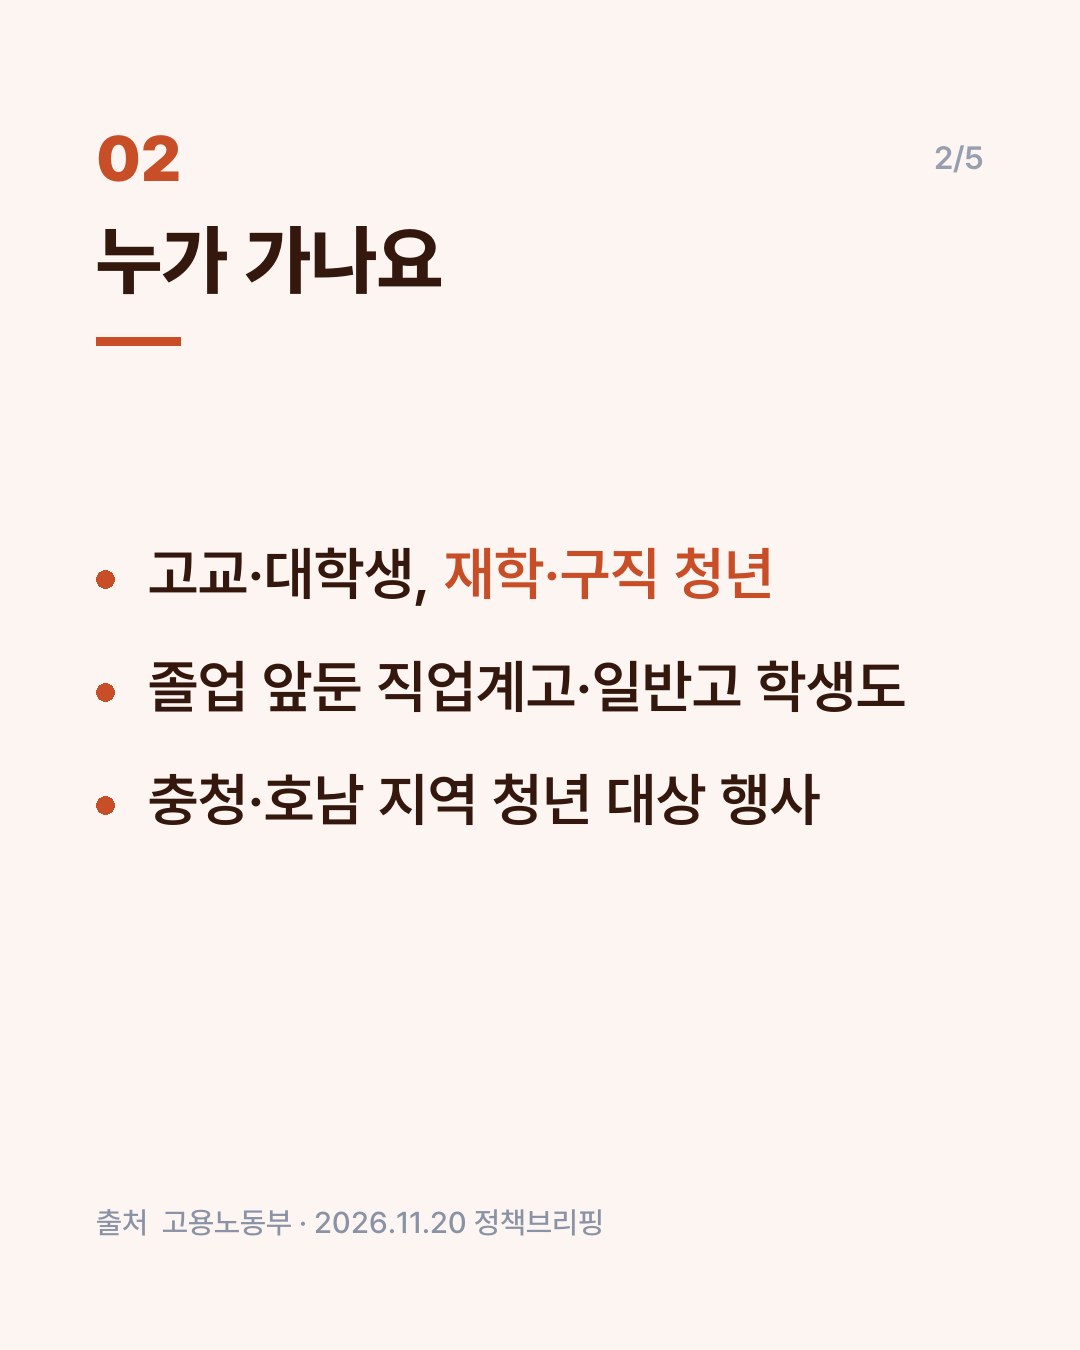 02
2/5
누가 가나요
고교·대학생, 재학·구직 청년
졸업 앞둔 직업계고·일반고 학생도
충청·호남 지역 청년 대상 행사
출처 고용노동부 · 2026.11.20 정책브리핑